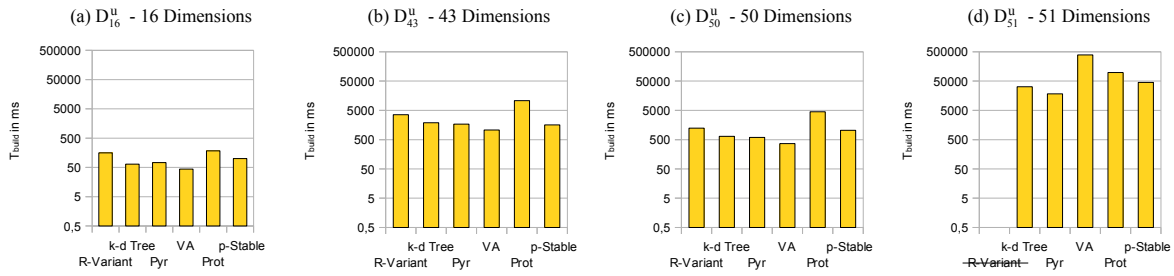 (a) D₁₆ᵘ - 16 Dimensions
T_build in ms
500000
50000
5000
500
50
5
0,5
k-d Tree VA p-Stable
R-Variant Pyr Prot
(b) D₄₃ᵘ - 43 Dimensions
T_build in ms
500000
50000
5000
500
50
5
0,5
k-d Tree VA p-Stable
R-Variant Pyr Prot
(c) D₅₀ᵘ - 50 Dimensions
T_build in ms
500000
50000
5000
500
50
5
0,5
k-d Tree VA p-Stable
R-Variant Pyr Prot
(d) D₅₁ᵘ - 51 Dimensions
T_build in ms
500000
50000
5000
500
50
5
0,5
k-d Tree VA p-Stable
R-Variant Pyr Prot